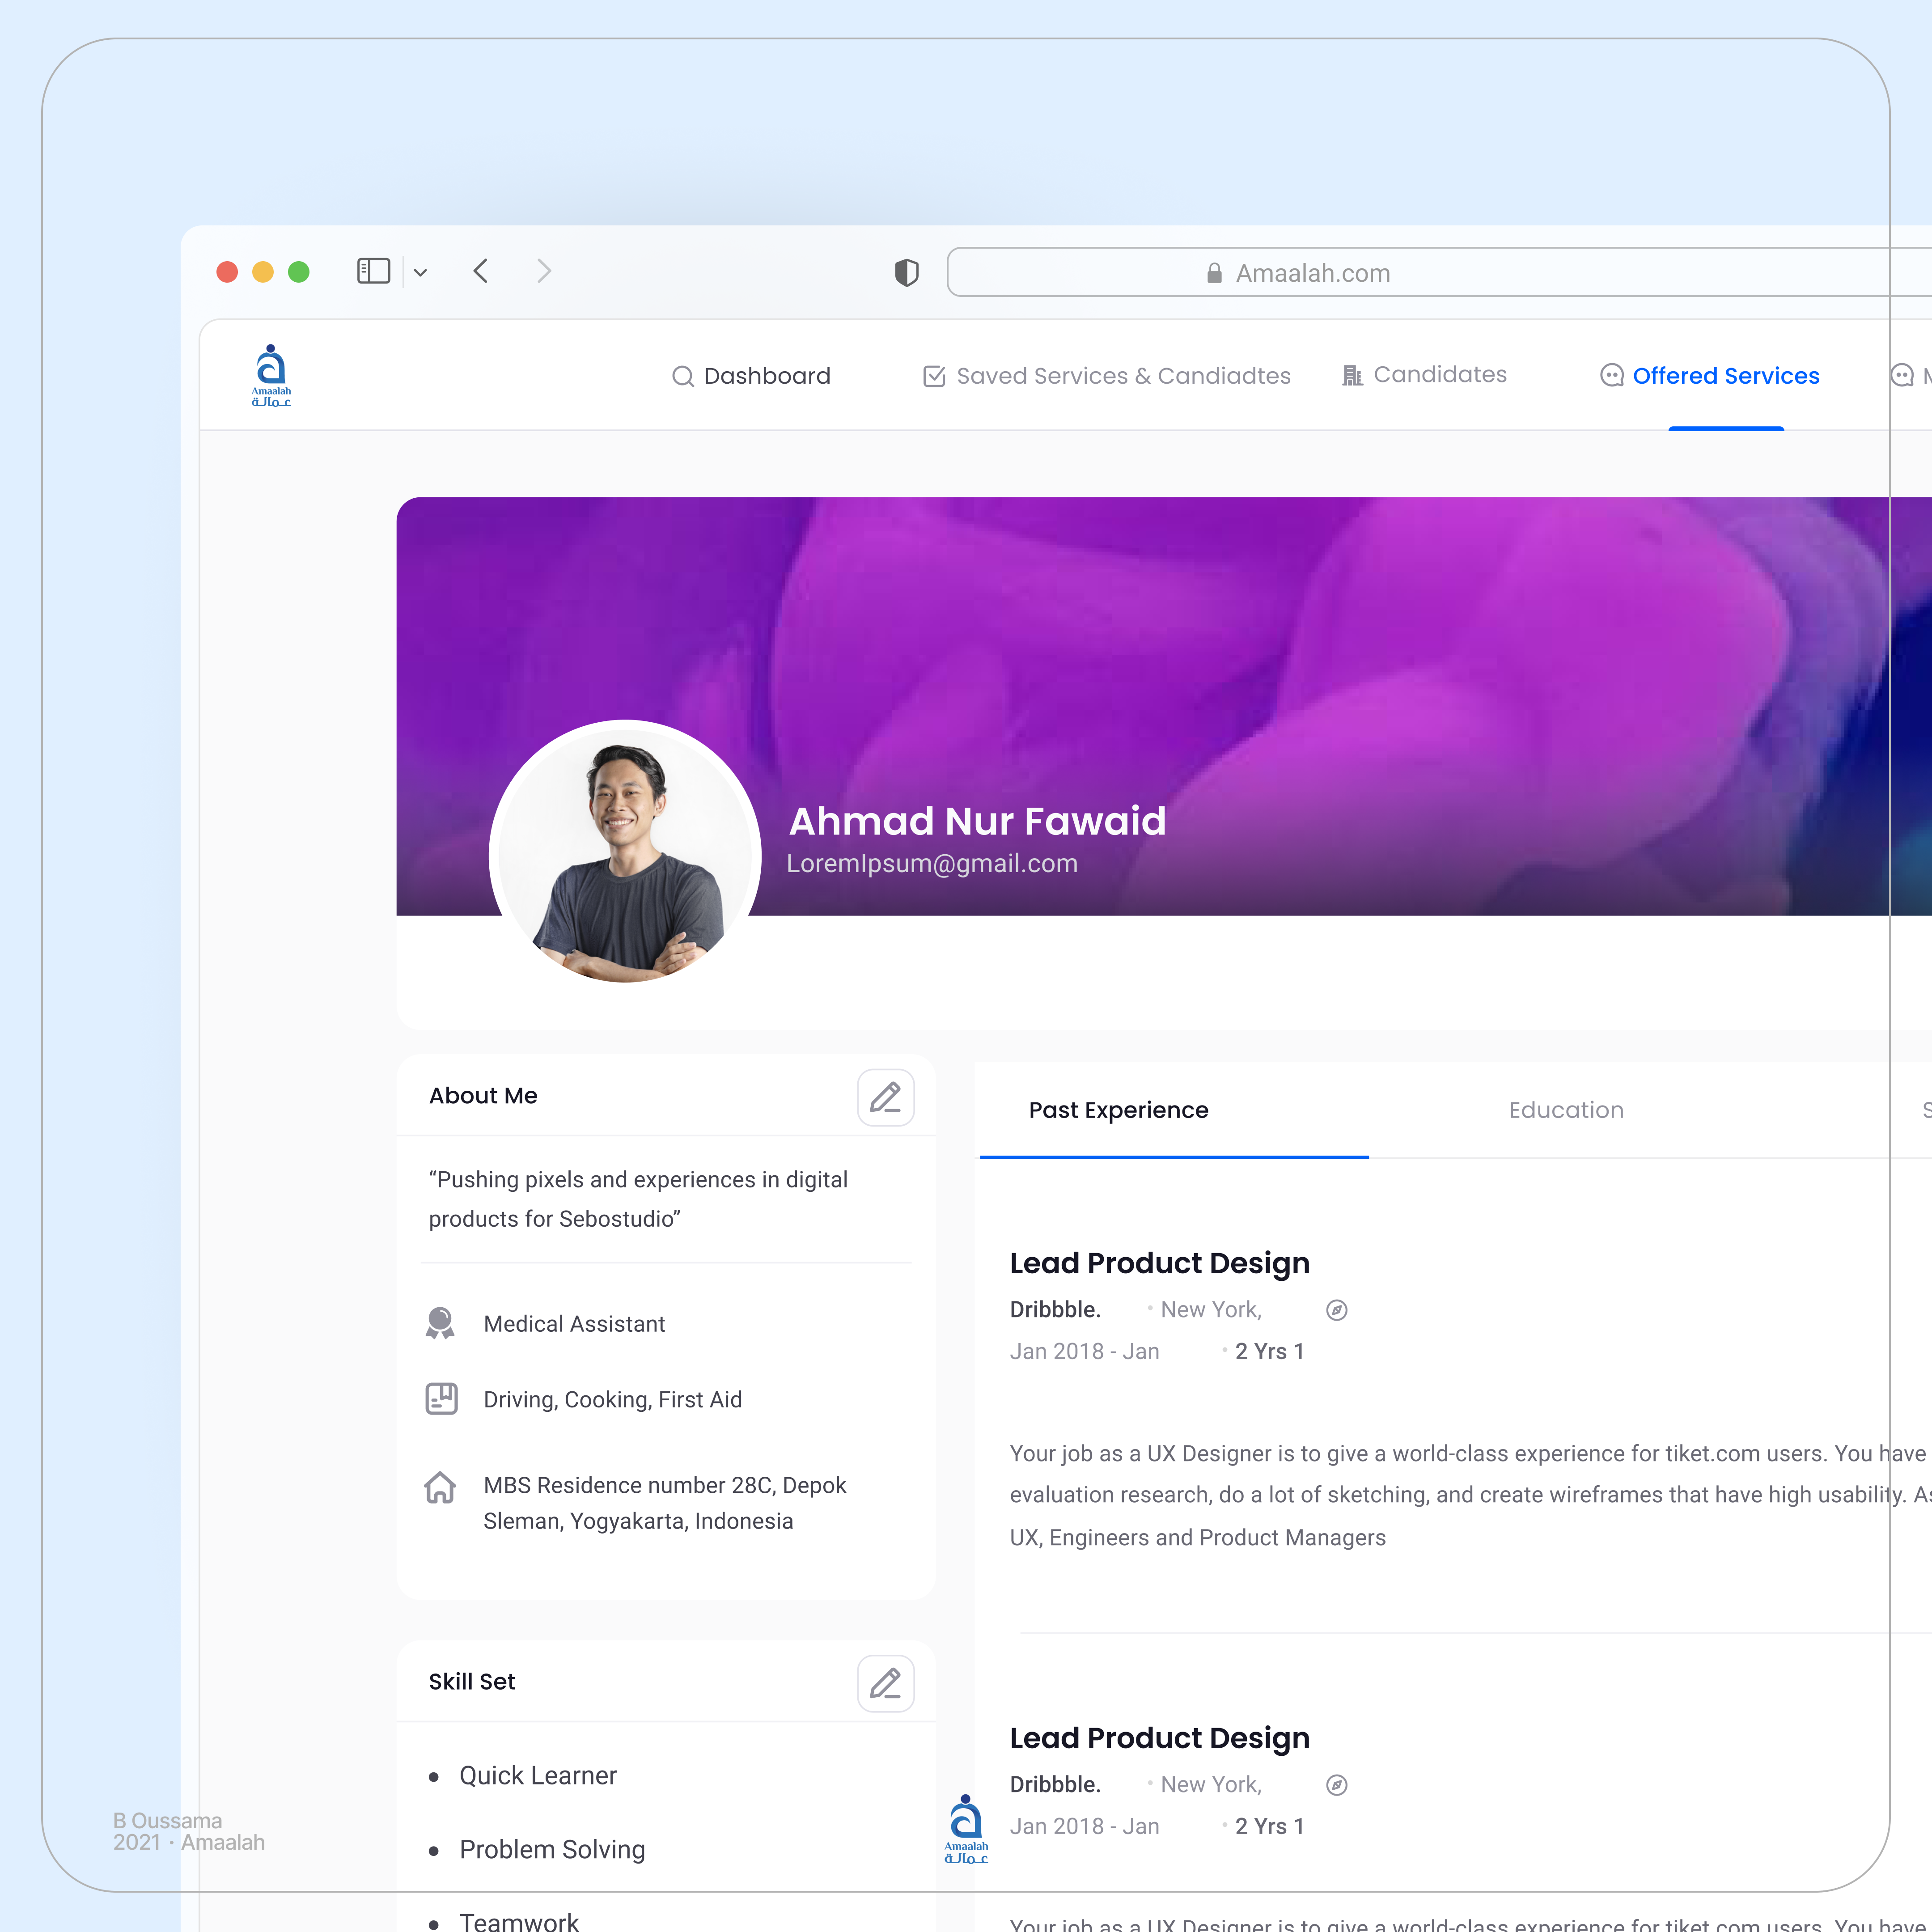 Amaalah.com
Amaalah
عمالة
Dashboard
Saved Services & Candiadtes
Candidates
Offered Services
Ahmad Nur Fawaid
LoremIpsum@gmail.com
About Me
“Pushing pixels and experiences in digital
products for Sebostudio”
Medical Assistant
Driving, Cooking, First Aid
MBS Residence number 28C, Depok
Sleman, Yogyakarta, Indonesia
Skill Set
• Quick Learner
• Problem Solving
• Teamwork
Past Experience
Education
Lead Product Design
Dribbble. • New York,
Jan 2018 - Jan • 2 Yrs 1
Your job as a UX Designer is to give a world-class experience for tiket.com users. You have
evaluation research, do a lot of sketching, and create wireframes that have high usability. As
UX, Engineers and Product Managers
Lead Product Design
Dribbble. • New York,
Jan 2018 - Jan • 2 Yrs 1
Your job as a UX Designer is to give a world-class experience for tiket.com users. You have
Amaalah
عمالة
B Oussama
2021 · Amaalah